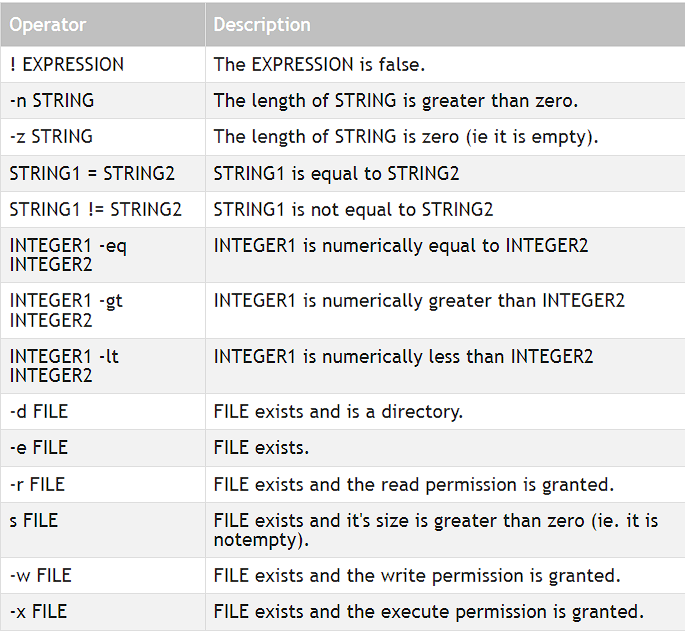 Operator Description
! EXPRESSION The EXPRESSION is false.
-n STRING The length of STRING is greater than zero.
-z STRING The length of STRING is zero (ie it is empty).
STRING1 = STRING2 STRING1 is equal to STRING2
STRING1 != STRING2 STRING1 is not equal to STRING2
INTEGER1 -eq INTEGER1 is numerically equal to INTEGER2
INTEGER2
INTEGER1 -gt INTEGER1 is numerically greater than INTEGER2
INTEGER2
INTEGER1 -lt INTEGER1 is numerically less than INTEGER2
INTEGER2
-d FILE FILE exists and is a directory.
-e FILE FILE exists.
-r FILE FILE exists and the read permission is granted.
s FILE FILE exists and it's size is greater than zero (ie. it is
notempty).
-w FILE FILE exists and the write permission is granted.
-x FILE FILE exists and the execute permission is granted.